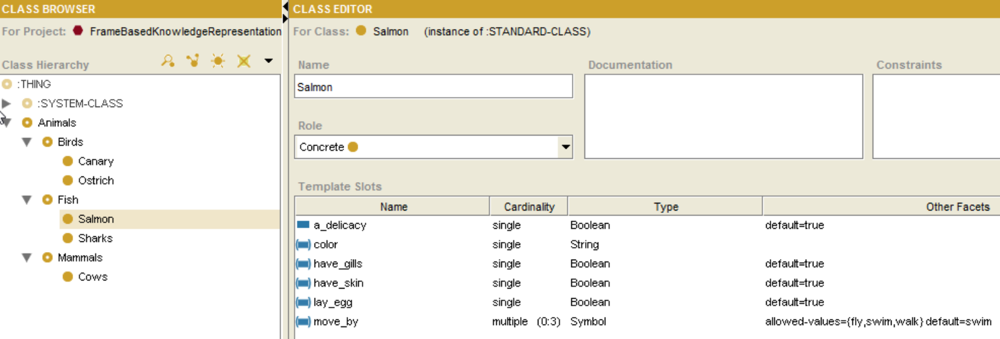 CLASS BROWSER
For Project: FrameBasedKnowledgeRepresentation
Class Hierarchy
:THING
:SYSTEM-CLASS
Animals
Birds
Canary
Ostrich
Fish
Salmon
Sharks
Mammals
Cows
CLASS EDITOR
For Class: Salmon (instance of :STANDARD-CLASS)
Name Documentation Constraints
Salmon
Role
Concrete
Template Slots
Name Cardinality Type Other Facets
a_delicacy single Boolean default=true
color single String
have_gills single Boolean default=true
have_skin single Boolean default=true
lay_egg single Boolean default=true
move_by multiple (0:3) Symbol allowed-values={fly,swim,walk} default=swim